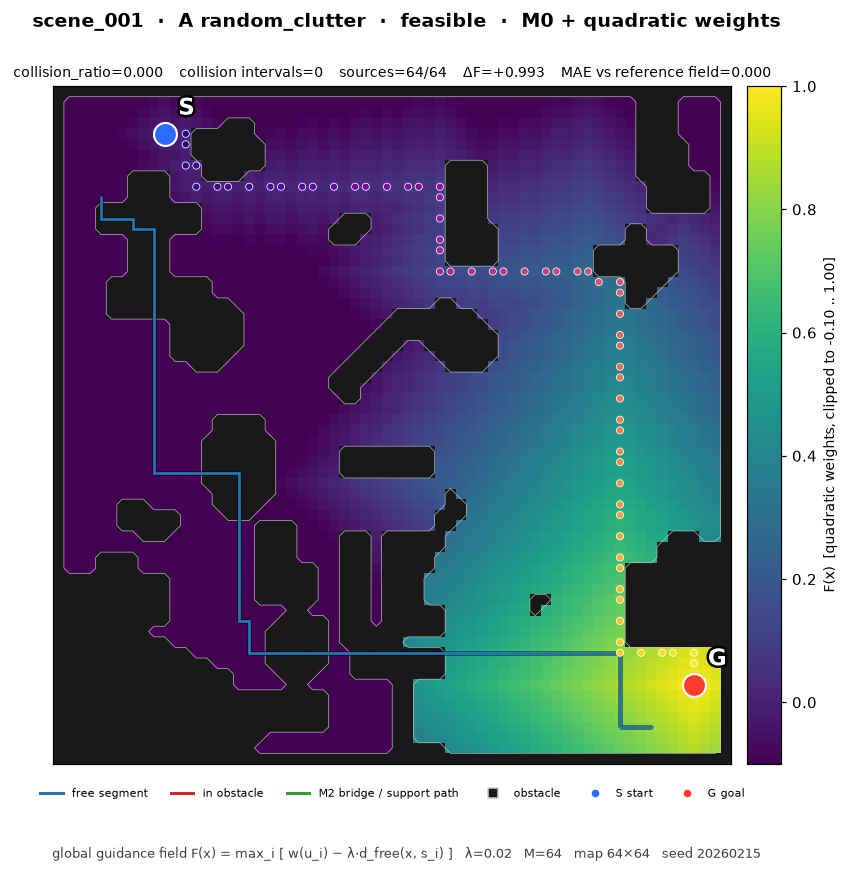 scene_001 · A random_clutter · feasible · M0 + quadratic weights
collision_ratio=0.000 collision intervals=0 sources=64/64 ΔF=+0.993 MAE vs reference field=0.000
S
G
1.0
0.8
0.6
0.4
0.2
0.0
F(x) [quadratic weights, clipped to -0.10 .. 1.00]
free segment in obstacle M2 bridge / support path obstacle S start G goal
global guidance field F(x) = max_i [ w(u_i) − λ·d_free(x, s_i) ] λ=0.02 M=64 map 64×64 seed 20260215